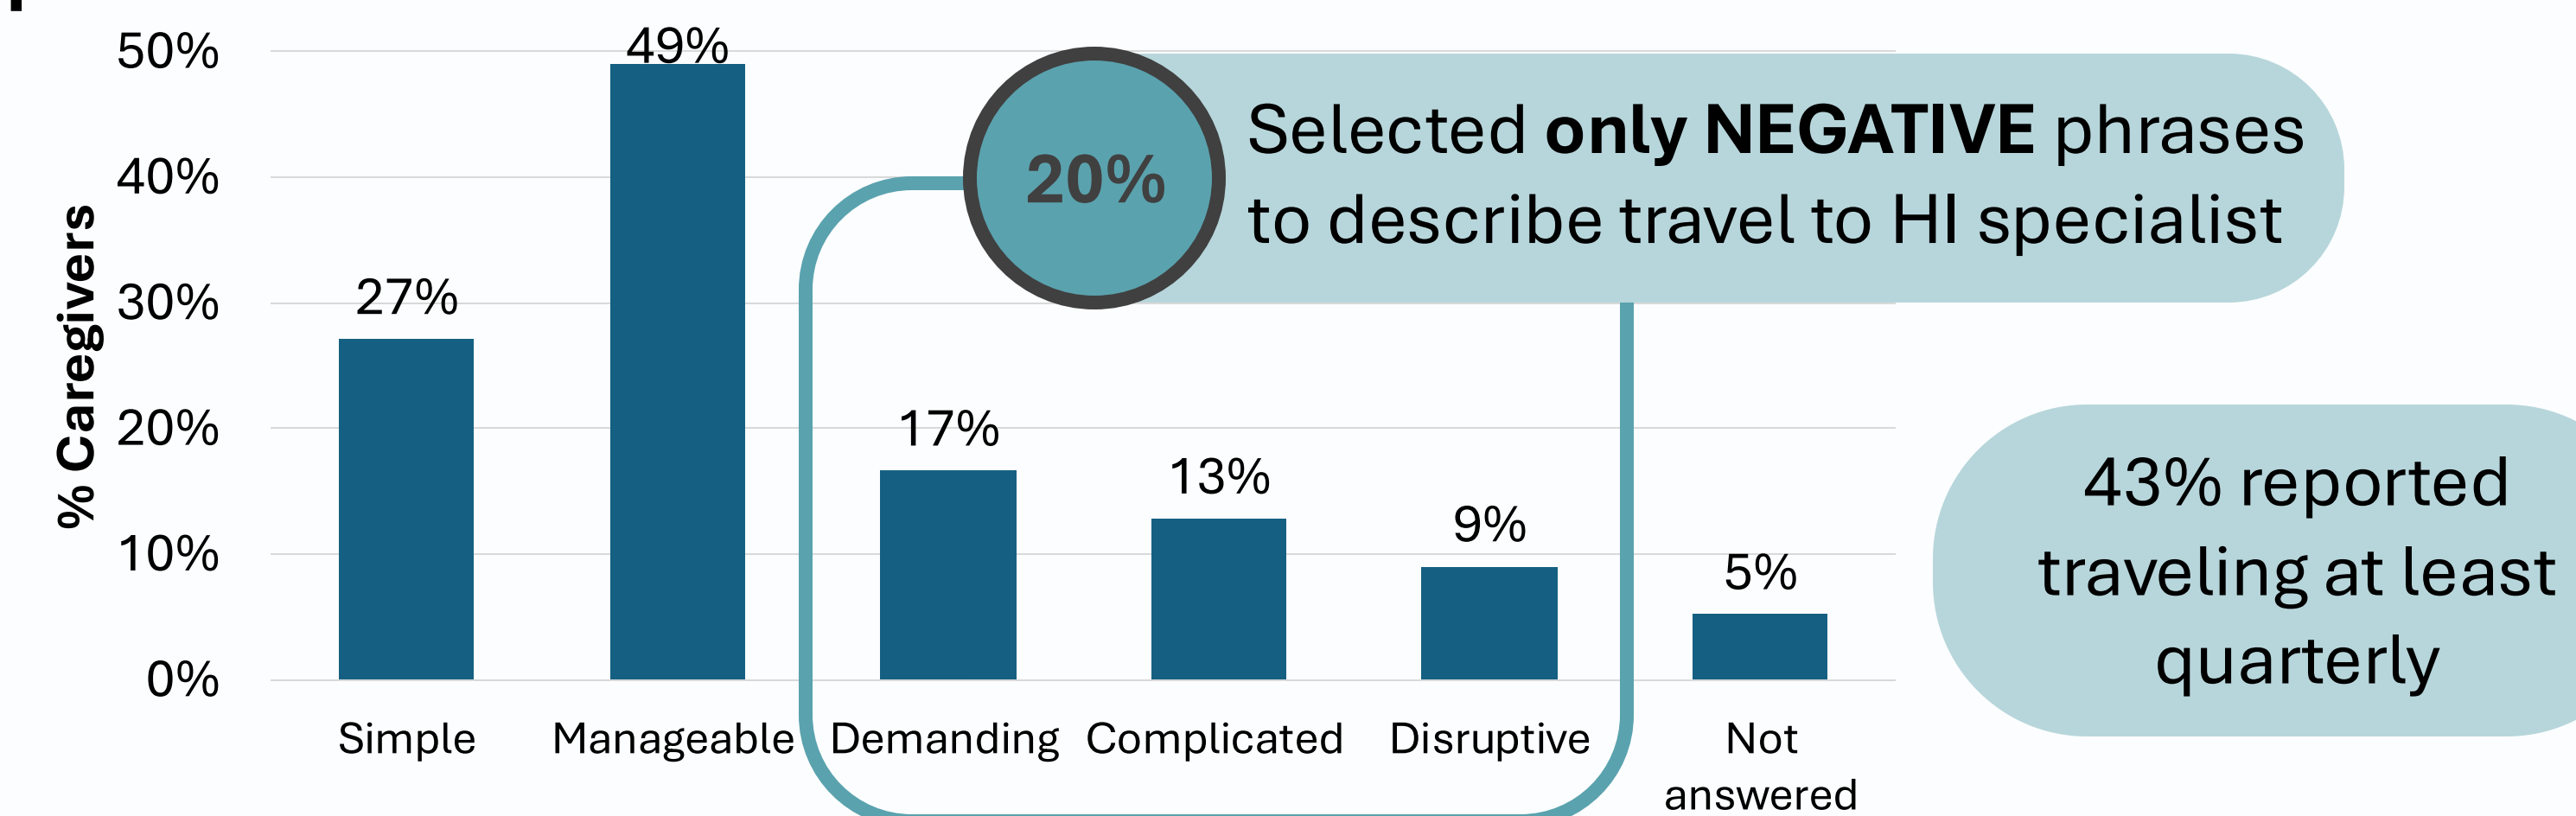 50%
40%
30%
20%
10%
0%
% Caregivers
27%
49%
17%
13%
9%
5%
Simple
Manageable
Demanding
Complicated
Disruptive
Not
answered
20%
Selected only NEGATIVE phrases
to describe travel to HI specialist
43% reported
traveling at least
quarterly